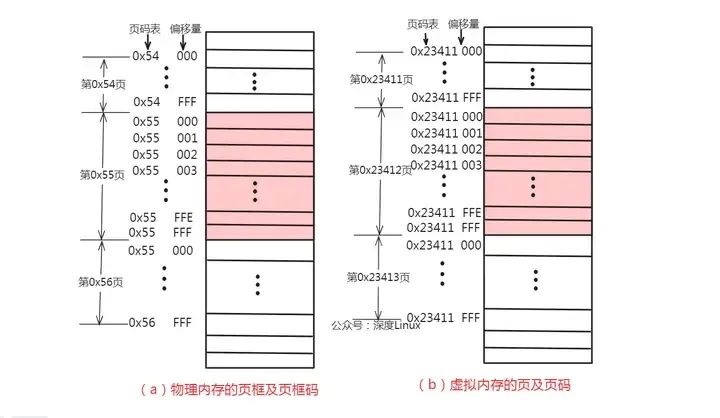 页码表 偏移量
0x54 000
第0x54页
0x54 FFF
0x55 000
0x55 001
0x55 002
0x55 003
第0x55页
0x55 FFE
0x55 FFF
0x55 000
第0x56页
0x56 FFF
（a）物理内存的页框及页框码
页码表 偏移量
0x23411 000
第0x23411页
0x23411 FFF
0x23411 000
0x23411 001
0x23411 002
0x23411 003
第0x23412页
0x23411 FFE
0x23411 FFF
0x23411 000
第0x23413页
0x23411 FFF
公众号：深度Linux
（b）虚拟内存的页及页码